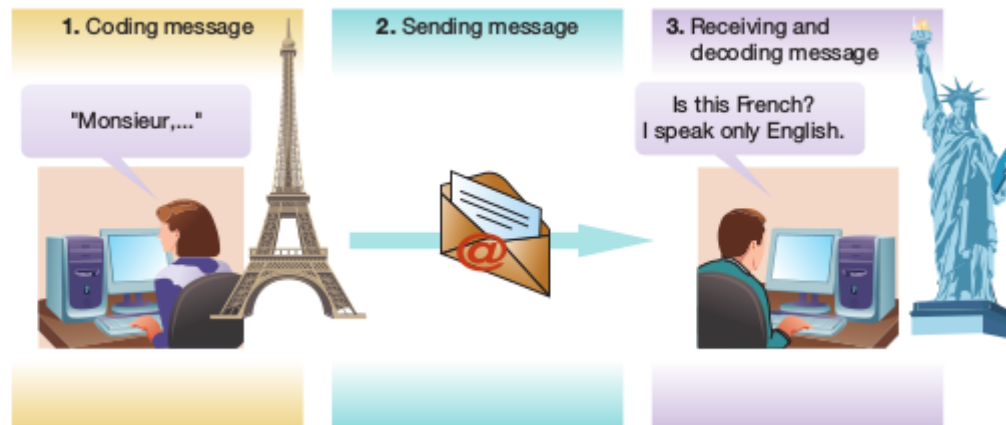 1. Coding message
2. Sending message
3. Receiving and
decoding message
"Monsieur,..."
Is this French?
I speak only English.
@